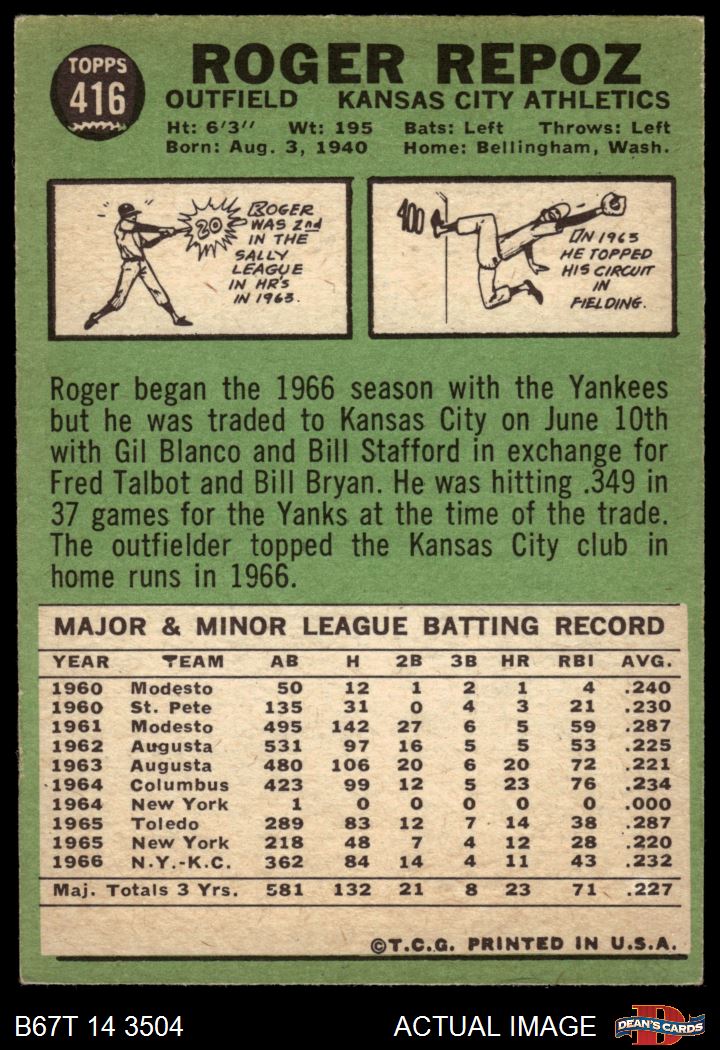 TOPPS
416
ROGER REPOZ
OUTFIELD KANSAS CITY ATHLETICS
Ht: 6'3" Wt: 195 Bats: Left Throws: Left
Born: Aug. 3, 1940 Home: Bellingham, Wash.
20
ROGER
WAS 2nd
IN THE
SALLY
LEAGUE
IN HR'S
IN 1963.
400
IN 1963
HE TOPPED
HIS CIRCUIT
IN
FIELDING.
Roger began the 1966 season with the Yankees
but he was traded to Kansas City on June 10th
with Gil Blanco and Bill Stafford in exchange for
Fred Talbot and Bill Bryan. He was hitting .349 in
37 games for the Yanks at the time of the trade.
The outfielder topped the Kansas City club in
home runs in 1966.
MAJOR & MINOR LEAGUE BATTING RECORD
YEAR TEAM AB H 2B 3B HR RBI AVG.
1960 Modesto 50 12 1 2 1 4 .240
1960 St. Pete 135 31 0 4 3 21 .230
1961 Modesto 495 142 27 6 5 59 .287
1962 Augusta 531 97 16 5 5 53 .225
1963 Augusta 480 106 20 6 20 72 .221
1964 Columbus 423 99 12 5 23 76 .234
1964 New York 1 0 0 0 0 0 .000
1965 Toledo 289 83 12 7 14 38 .287
1965 New York 218 48 7 4 12 28 .220
1966 N.Y.-K.C. 362 84 14 4 11 43 .232
Maj. Totals 3 Yrs. 581 132 21 8 23 71 .227
©T.C.G. PRINTED IN U.S.A.
B67T 14 3504 ACTUAL IMAGE DEAN'S CARDS